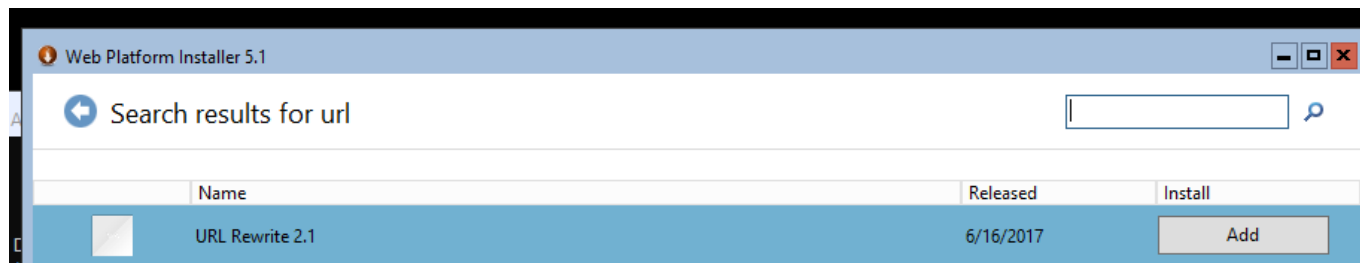 Web Platform Installer 5.1
Search results for url
Name Released Install
URL Rewrite 2.1 6/16/2017 Add